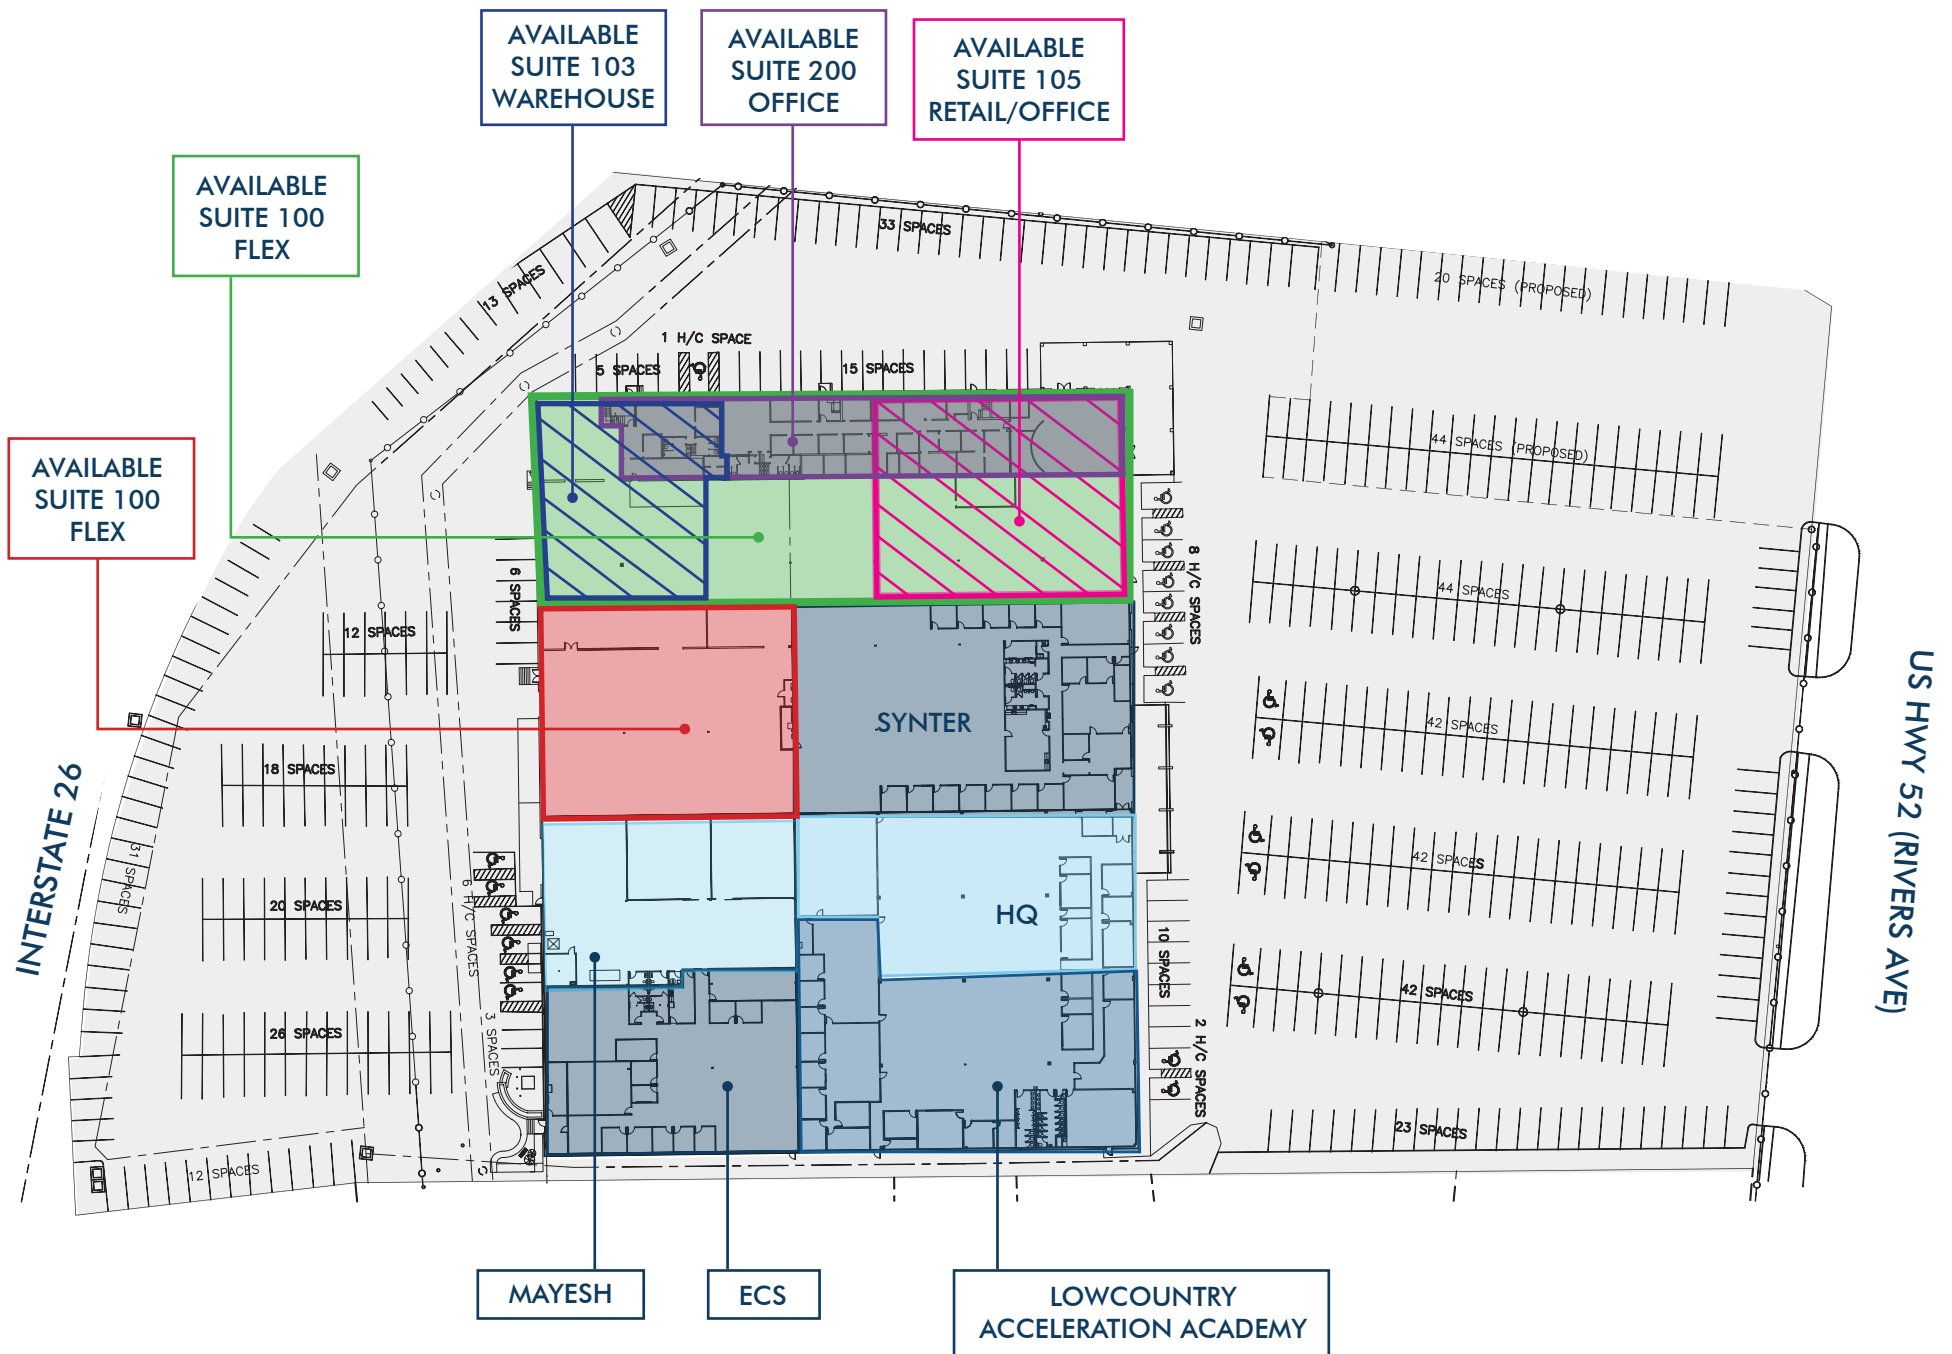 AVAILABLE
SUITE 103
WAREHOUSE
AVAILABLE
SUITE 200
OFFICE
AVAILABLE
SUITE 105
RETAIL/OFFICE
AVAILABLE
SUITE 100
FLEX
33 SPACES
20 SPACES (PROPOSED)
13 SPACES
1 H/C SPACE
5 SPACES
15 SPACES
44 SPACES (PROPOSED)
AVAILABLE
SUITE 100
FLEX
6 SPACES
8 H/C SPACES
44 SPACES
12 SPACES
SYNTER
42 SPACES
US HWY 52 (RIVERS AVE)
INTERSTATE 26
18 SPACES
31 SPACES
42 SPACES
20 SPACES
6 H/C SPACES
HQ
10 SPACES
42 SPACES
26 SPACES
3 SPACES
2 H/C SPACES
23 SPACES
12 SPACES
MAYESH
ECS
LOWCOUNTRY
ACCELERATION ACADEMY